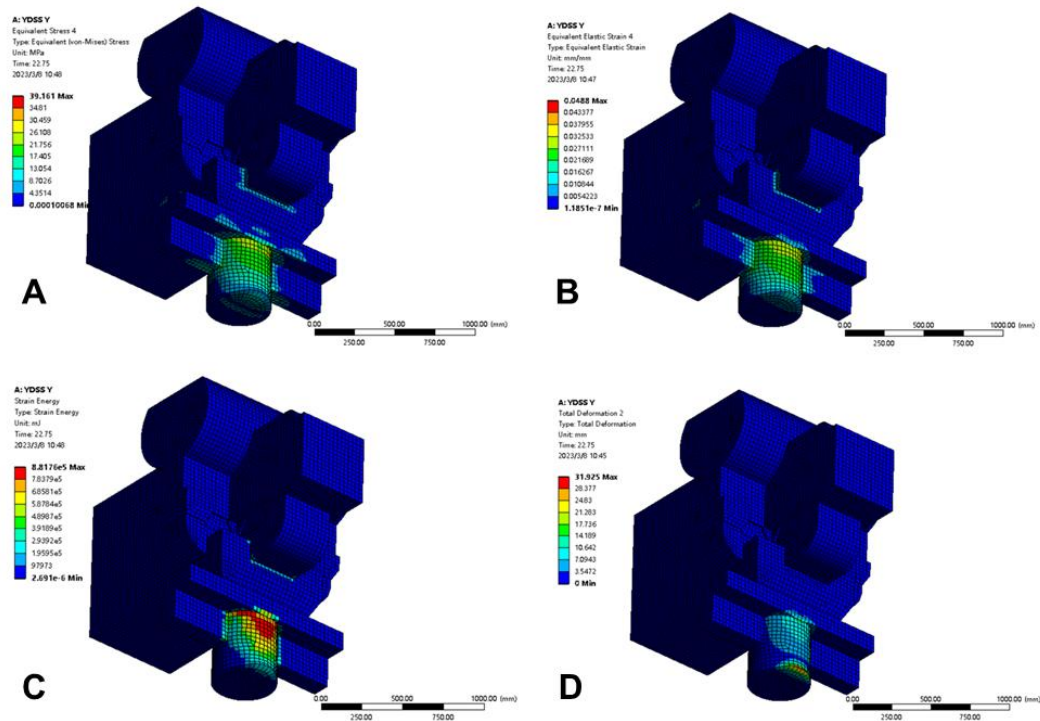 A: YDSS Y
Equivalent Stress 4
Type: Equivalent (von-Mises) Stress
Unit: MPa
Time: 22.75
2023/3/8 10:48
39.161 Max
34.81
30.459
26.108
21.756
17.405
13.054
8.7026
4.3514
0.00010068 Min
A
0.00 500.00 1000.00 (mm)
250.00 750.00
A: YDSS Y
Equivalent Elastic Strain 4
Type: Equivalent Elastic Strain
Unit: mm/mm
Time: 22.75
2023/3/8 10:47
0.0488 Max
0.043377
0.037955
0.032533
0.027111
0.021689
0.016267
0.010844
0.0054223
1.1851e-7 Min
B
0.00 500.00 1000.00 (mm)
250.00 750.00
A: YDSS Y
Strain Energy
Type: Strain Energy
Unit: mJ
Time: 22.75
2023/3/8 10:48
8.8176e5 Max
7.8379e5
6.8581e5
5.8784e5
4.8987e5
3.9189e5
2.9392e5
1.9595e5
97973
2.691e-6 Min
C
0.00 500.00 1000.00 (mm)
250.00 750.00
A: YDSS Y
Total Deformation 2
Type: Total Deformation
Unit: mm
Time: 22.75
2023/3/8 10:45
31.925 Max
28.377
24.83
21.283
17.736
14.189
10.642
7.0943
3.5472
0 Min
D
0.00 500.00 1000.00 (mm)
250.00 750.00